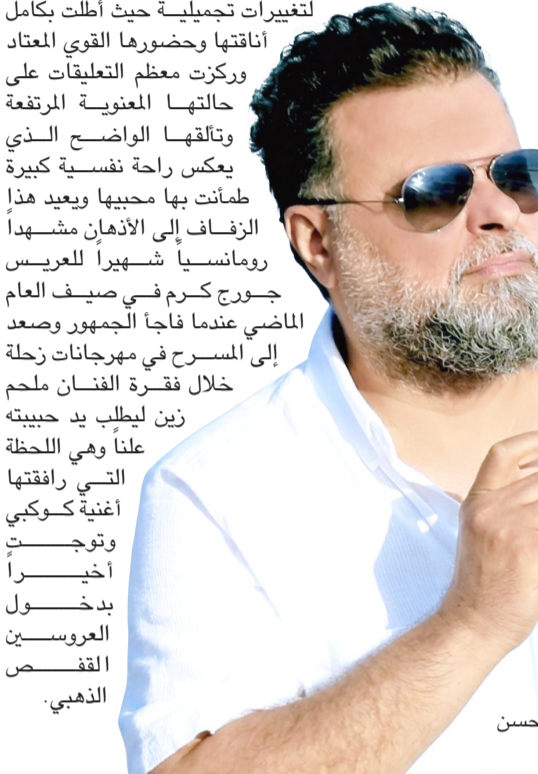 لتغييرات تجميلية حيث أطلت بكامل
أناقتها وحضورها القوي المعتاد
وركزت معظم التعليقات على
حالتها المعنوية المرتفعة
وتألقها الواضح الذي
يعكس راحة نفسية كبيرة
طمأنت بها محبيها ويعيد هذا
الزفاف إلى الأذهان مشهداً
رومانسياً شهيراً للعريس
جورج كرم في صيف العام
الماضي عندما فاجأ الجمهور وصعد
إلى المسرح في مهرجانات زحلة
خلال فقرة الفنان ملحم
زين ليطلب يد حبيبته
علناً وهي اللحظة
التي رافقتها
أغنية كوكبي
وتوجت
أخيراً
بدخول
العروسين
القفص
الذهبي.
حسن